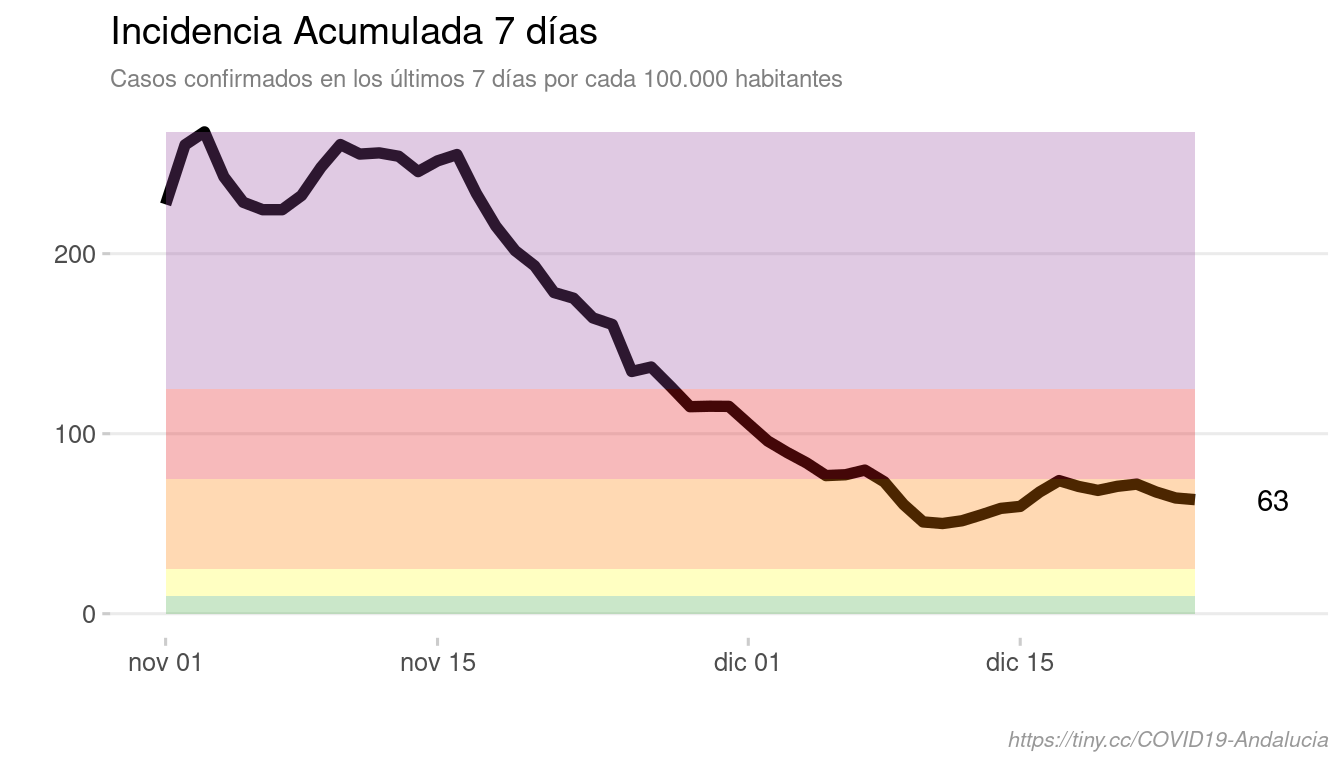 Incidencia Acumulada 7 días
Casos confirmados en los últimos 7 días por cada 100.000 habitantes
200
100
0
63
nov 01
nov 15
dic 01
dic 15
https://tiny.cc/COVID19-Andalucia